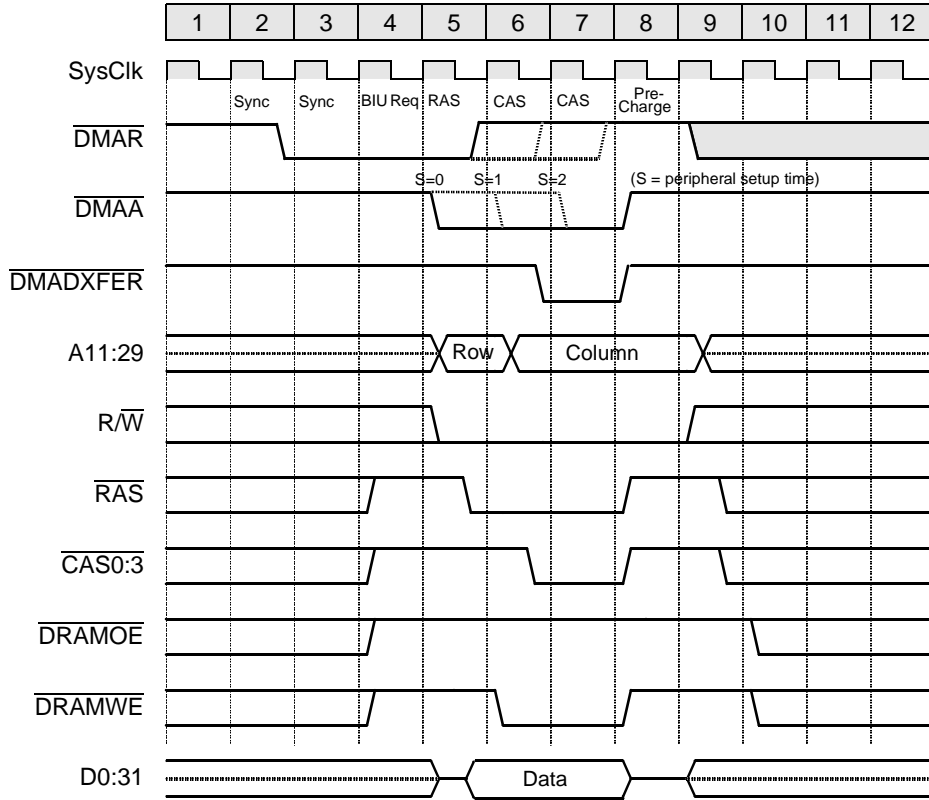 1 2 3 4 5 6 7 8 9 10 11 12
SysClk
Sync Sync BIU Req RAS CAS CAS Pre-
Charge
DMAR
S=0 S=1 S=2 (S = peripheral setup time)
DMAA
DMADXFER
A11:29 Row Column
R/W
RAS
CAS0:3
DRAMOE
DRAMWE
D0:31 Data